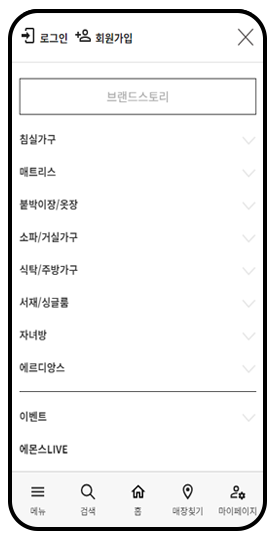 로그인 회원가입
브랜드스토리
침실가구
매트리스
붙박이장/옷장
소파/거실가구
식탁/주방가구
서재/싱글룸
자녀방
에르디앙스
이벤트
에몬스LIVE
메뉴 검색 홈 매장찾기 마이페이지